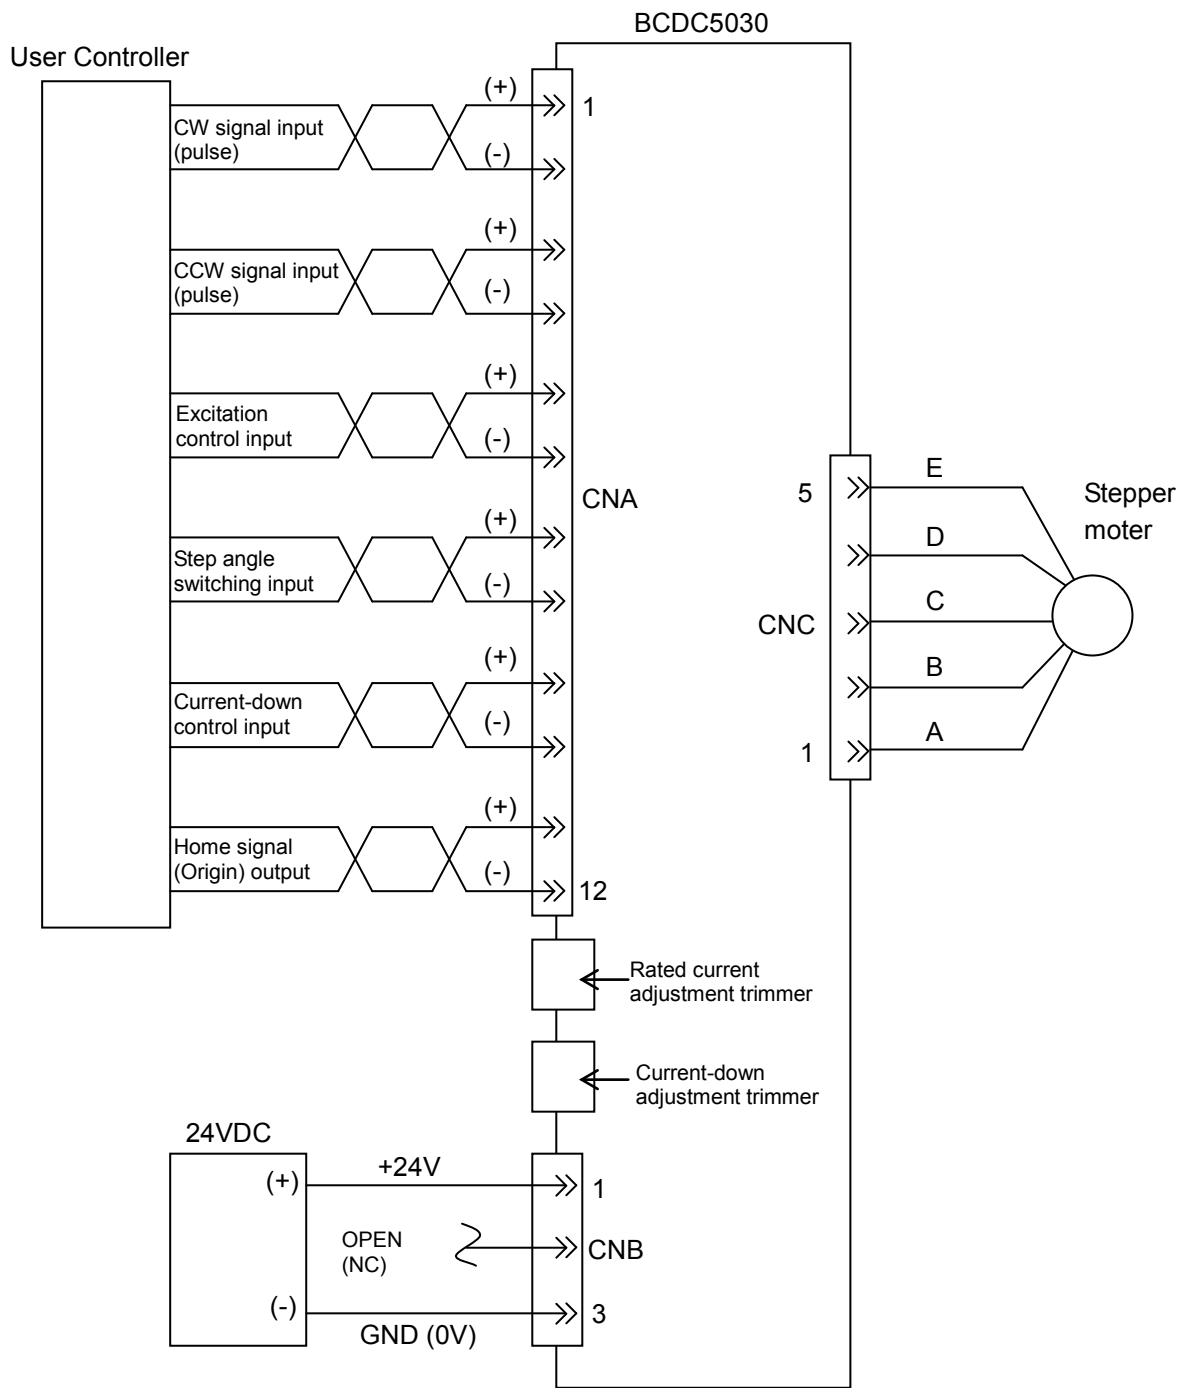 BCDC5030
User Controller
(+)
1
CW signal input
(pulse)
(-)
(+)
CCW signal input
(pulse)
(-)
(+)
Excitation
control input
(-)
CNA
(+)
Step angle
switching input
(-)
(+)
Current-down
control input
(-)
(+)
Home signal
(Origin) output
(-)
12
5
E
D
CNC
C
B
1
A
Stepper
moter
Rated current
adjustment trimmer
Current-down
adjustment trimmer
24VDC
(+)
+24V
1
OPEN
(NC)
CNB
(-)
3
GND (0V)